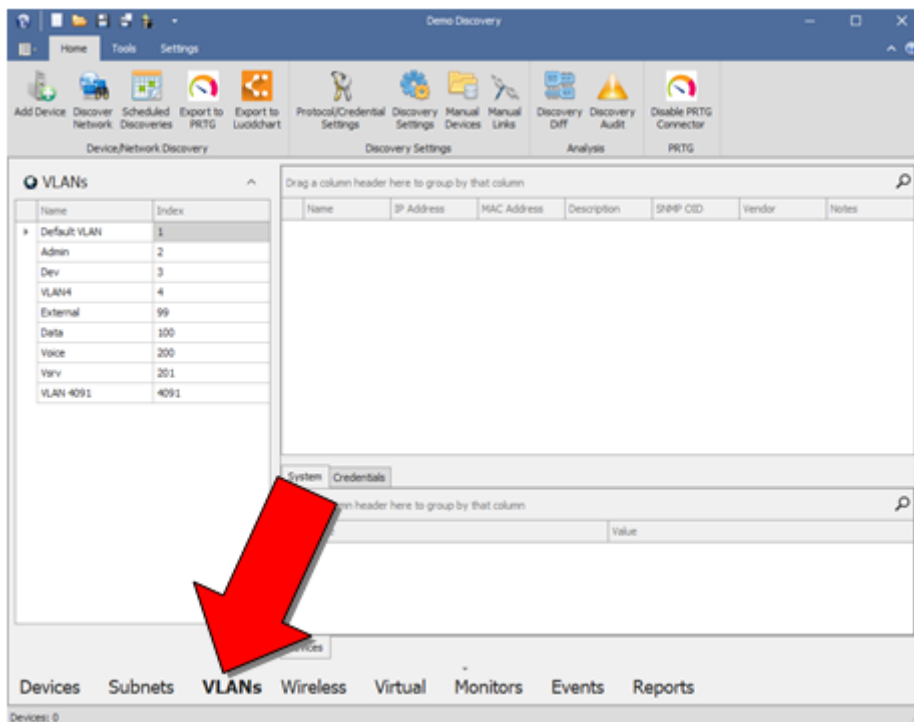 Demo Discovery
Home Tools Settings
Add Device Discover Network Scheduled Discoveries Export to PRTG Export to Lucidchart Protocol/Credential Settings Discovery Settings Manual Devices Manual Links Discovery Diff Discovery Audit Disable PRTG Connector
Device/Network Discovery Discovery Settings Analysis PRTG
VLANs
Drag a column header here to group by that column
Name Index
Name IP Address MAC Address Description SNMP OID Vendor Notes
Default VLAN 1
Admin 2
Dev 3
VLAN4 4
External 99
Data 100
Voice 200
Vsrv 201
VLAN 4091 4091
System Credentials
column header here to group by that column
Value
Devices Subnets VLANs Wireless Virtual Monitors Events Reports
Devices: 0